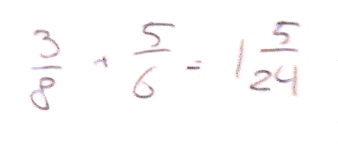 3/8 + 5/6 = 1 5/24